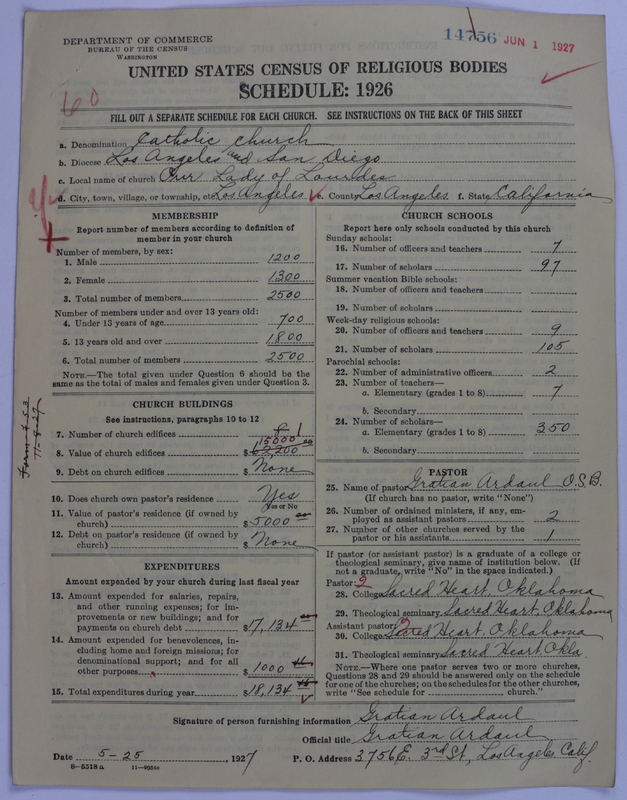 DEPARTMENT OF COMMERCE
BUREAU OF THE CENSUS
WASHINGTON
14756 JUN 1 1927
UNITED STATES CENSUS OF RELIGIOUS BODIES
SCHEDULE: 1926
60
FILL OUT A SEPARATE SCHEDULE FOR EACH CHURCH. SEE INSTRUCTIONS ON THE BACK OF THIS SHEET
a. Denomination Catholic Church
b. Diocese Los Angeles and San Diego
c. Local name of church Our Lady of Lourdes
d. City, town, village, or township, etc. Los Angeles e. County Los Angeles f. State California
MEMBERSHIP
Report number of members according to definition of
member in your church
Number of members, by sex:
1. Male 1200
2. Female 1300
3. Total number of members 2500
Number of members under and over 13 years old:
4. Under 13 years of age 700
5. 13 years old and over 1800
6. Total number of members 2500
NOTE.—The total given under Question 6 should be
same as the total of males and females given under Question 3.
CHURCH BUILDINGS
See instructions, paragraphs 10 to 12
7. Number of church edifices 1
15000
8. Value of church edifices $
9. Debt on church edifices $ None
10. Does church own pastor's residence Yes
Yes or No
11. Value of pastor's residence (if owned by
church) $ 5000 00
12. Debt on pastor's residence (if owned by
church) $ None
EXPENDITURES
Amount expended by your church during last fiscal year
13. Amount expended for salaries, repairs,
and other running expenses; for im-
provements or new buildings; and for
payments on church debt $17,134
14. Amount expended for benevolences, in-
cluding home and foreign missions; for
denominational support; and for all
other purposes $ 1000
15. Total expenditures during year $18,134
CHURCH SCHOOLS
Report here only schools conducted by this church
Sunday schools:
16. Number of officers and teachers 7
17. Number of scholars 97
Summer vacation Bible schools:
18. Number of officers and teachers
19. Number of scholars
Week-day religious schools:
20. Number of officers and teachers 9
21. Number of scholars 105
Parochial schools:
22. Number of administrative officers 2
23. Number of teachers—
a. Elementary (grades 1 to 8) 7
b. Secondary
24. Number of scholars—
a. Elementary (grades 1 to 8) 350
b. Secondary
PASTOR
25. Name of pastor Gratian Ardaul O.S.B.
(If church has no pastor, write "None")
26. Number of ordained ministers, if any, em-
ployed as assistant pastors 2
27. Number of other churches served by the
pastor or his assistants 1
If pastor (or assistant pastor) is a graduate of a college or
theological seminary, give name of institution below. (If
not a graduate, write "No" in the space indicated.)
Pastor: 2
28. College Sacred Heart, Oklahoma
29. Theological seminary Sacred Heart, Oklahoma
Assistant pastor: 2
30. College Sacred Heart, Oklahoma
31. Theological seminary Sacred Heart Okla.
NOTE.—Where one pastor serves two or more churches,
Questions 28 and 29 should be answered only on the schedule
for one of the churches; on the schedules for the other churches,
write "See schedule for church."
Signature of person furnishing information Gratian Ardaul
Official title Gratian Ardaul
Date 5-25, 1927 P. O. Address 3756 E. 3rd St, Los Angeles Calif.
8—5518 a